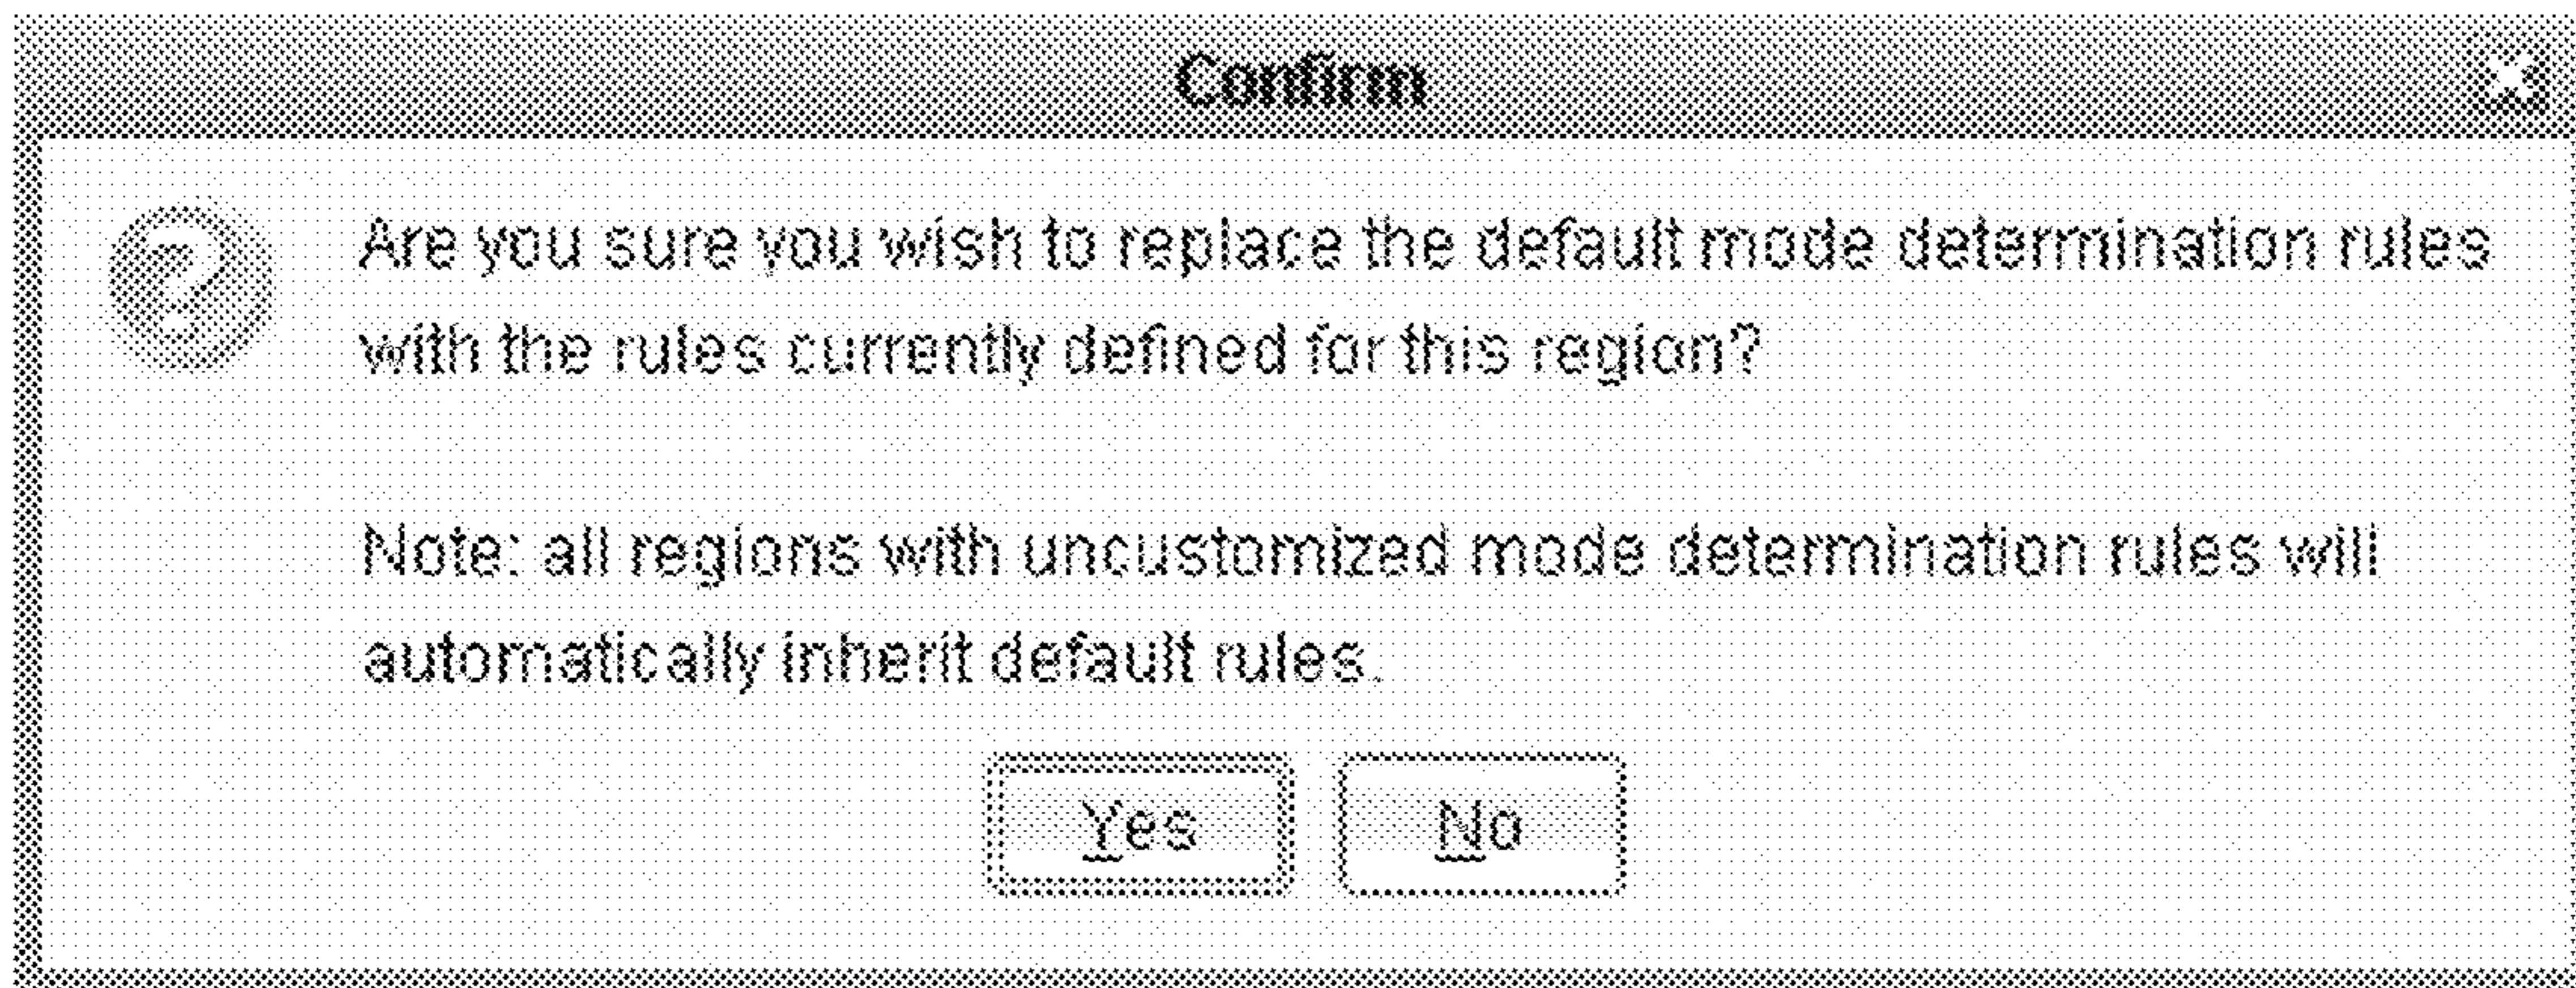 Confirm
Are you sure you wish to replace the default mode determination rules
with the rules currently defined for this region?
Note: all regions with uncustomized mode determination rules will
automatically inherit default rules.
Yes No